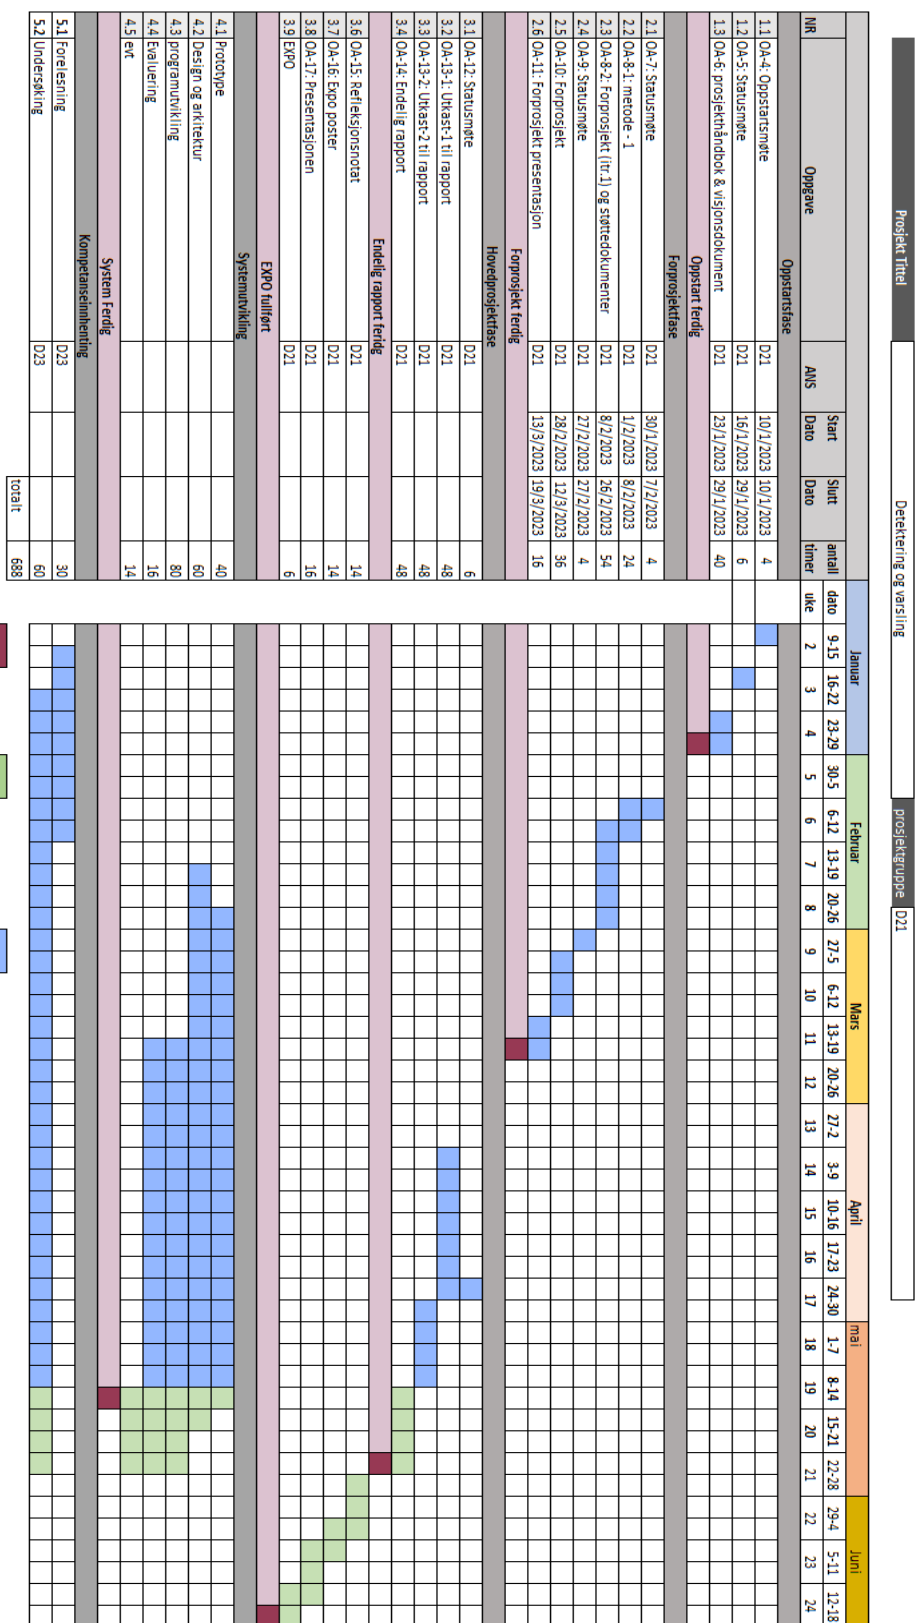 Prosjekt Tittel Detektering og varsling prosjektgruppe D21
Januar Februar Mars April mai Juni
Start Slutt antall dato 9-15 16-22 23-29 30-5 6-12 13-19 20-26 27-5 6-12 13-19 20-26 27-2 3-9 10-16 17-23 24-30 1-7 8-14 15-21 22-28 29-4 5-11 12-18
NR Oppgave ANS Dato Dato timer uke 2 3 4 5 6 7 8 9 10 11 12 13 14 15 16 17 18 19 20 21 22 23 24
Oppstartsfase
1.1 OA-4: Oppstartsmøte D21 10/1/2023 10/1/2023 4
1.2 OA-5: Statusmøte D21 16/1/2023 29/1/2023 6
1.3 OA-6: prosjekthåndbok & visjonsdokument D21 23/1/2023 29/1/2023 40
Oppstart ferdig
Forprosjektfase
2.1 OA-7: Statusmøte D21 30/1/2023 7/2/2023 4
2.2 OA-8-1: metode - 1 D21 1/2/2023 8/2/2023 24
2.3 OA-8-2: Forprosjekt (itr.1) og støttedokumenter D21 8/2/2023 26/2/2023 54
2.4 OA-9: Statusmøte D21 27/2/2023 27/2/2023 4
2.5 OA-10: Forprosjekt D21 28/2/2023 12/3/2023 36
2.6 OA-11: Forprosjekt presentasjon D21 13/3/2023 19/3/2023 16
Forprosjekt ferdig
Hovedprosjektfase
3.1 OA-12: Statusmøte D21 6
3.2 OA-13-1: Utkast-1 til rapport D21 48
3.3 OA-13-2: Utkast-2 til rapport D21 48
3.4 OA-14: Endelig rapport D21 48
Endelig rapport feridg
3.6 OA-15: Refleksjonsnotat D21 14
3.7 OA-16: Expo poster D21 14
3.8 OA-17: Presentasjonen D21 16
3.9 EXPO D21 6
EXPO fullført
Systemutvikling
4.1 Prototype 40
4.2 Design og arkitektur 60
4.3 programutvikling 80
4.4 Evaluering 16
4.5 evt 14
System Ferdig
Kompetanseinnhenting
5.1 Forelesning D23 30
5.2 Undersøking D23 60
totalt 688